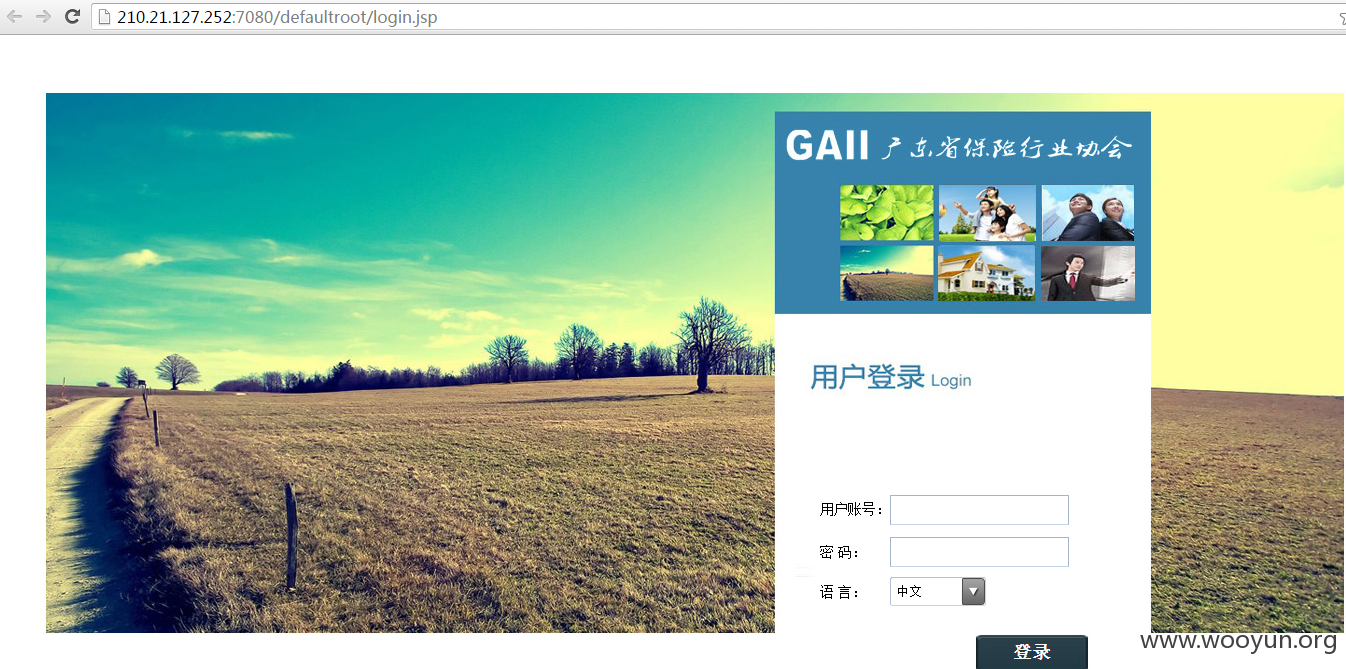 210.21.127.252:7080/defaultroot/login.jsp
GAII 广东省保险行业协会
用户登录 Login
用户账号：
密 码：
语 言： 中文
登录
www.wooyun.org